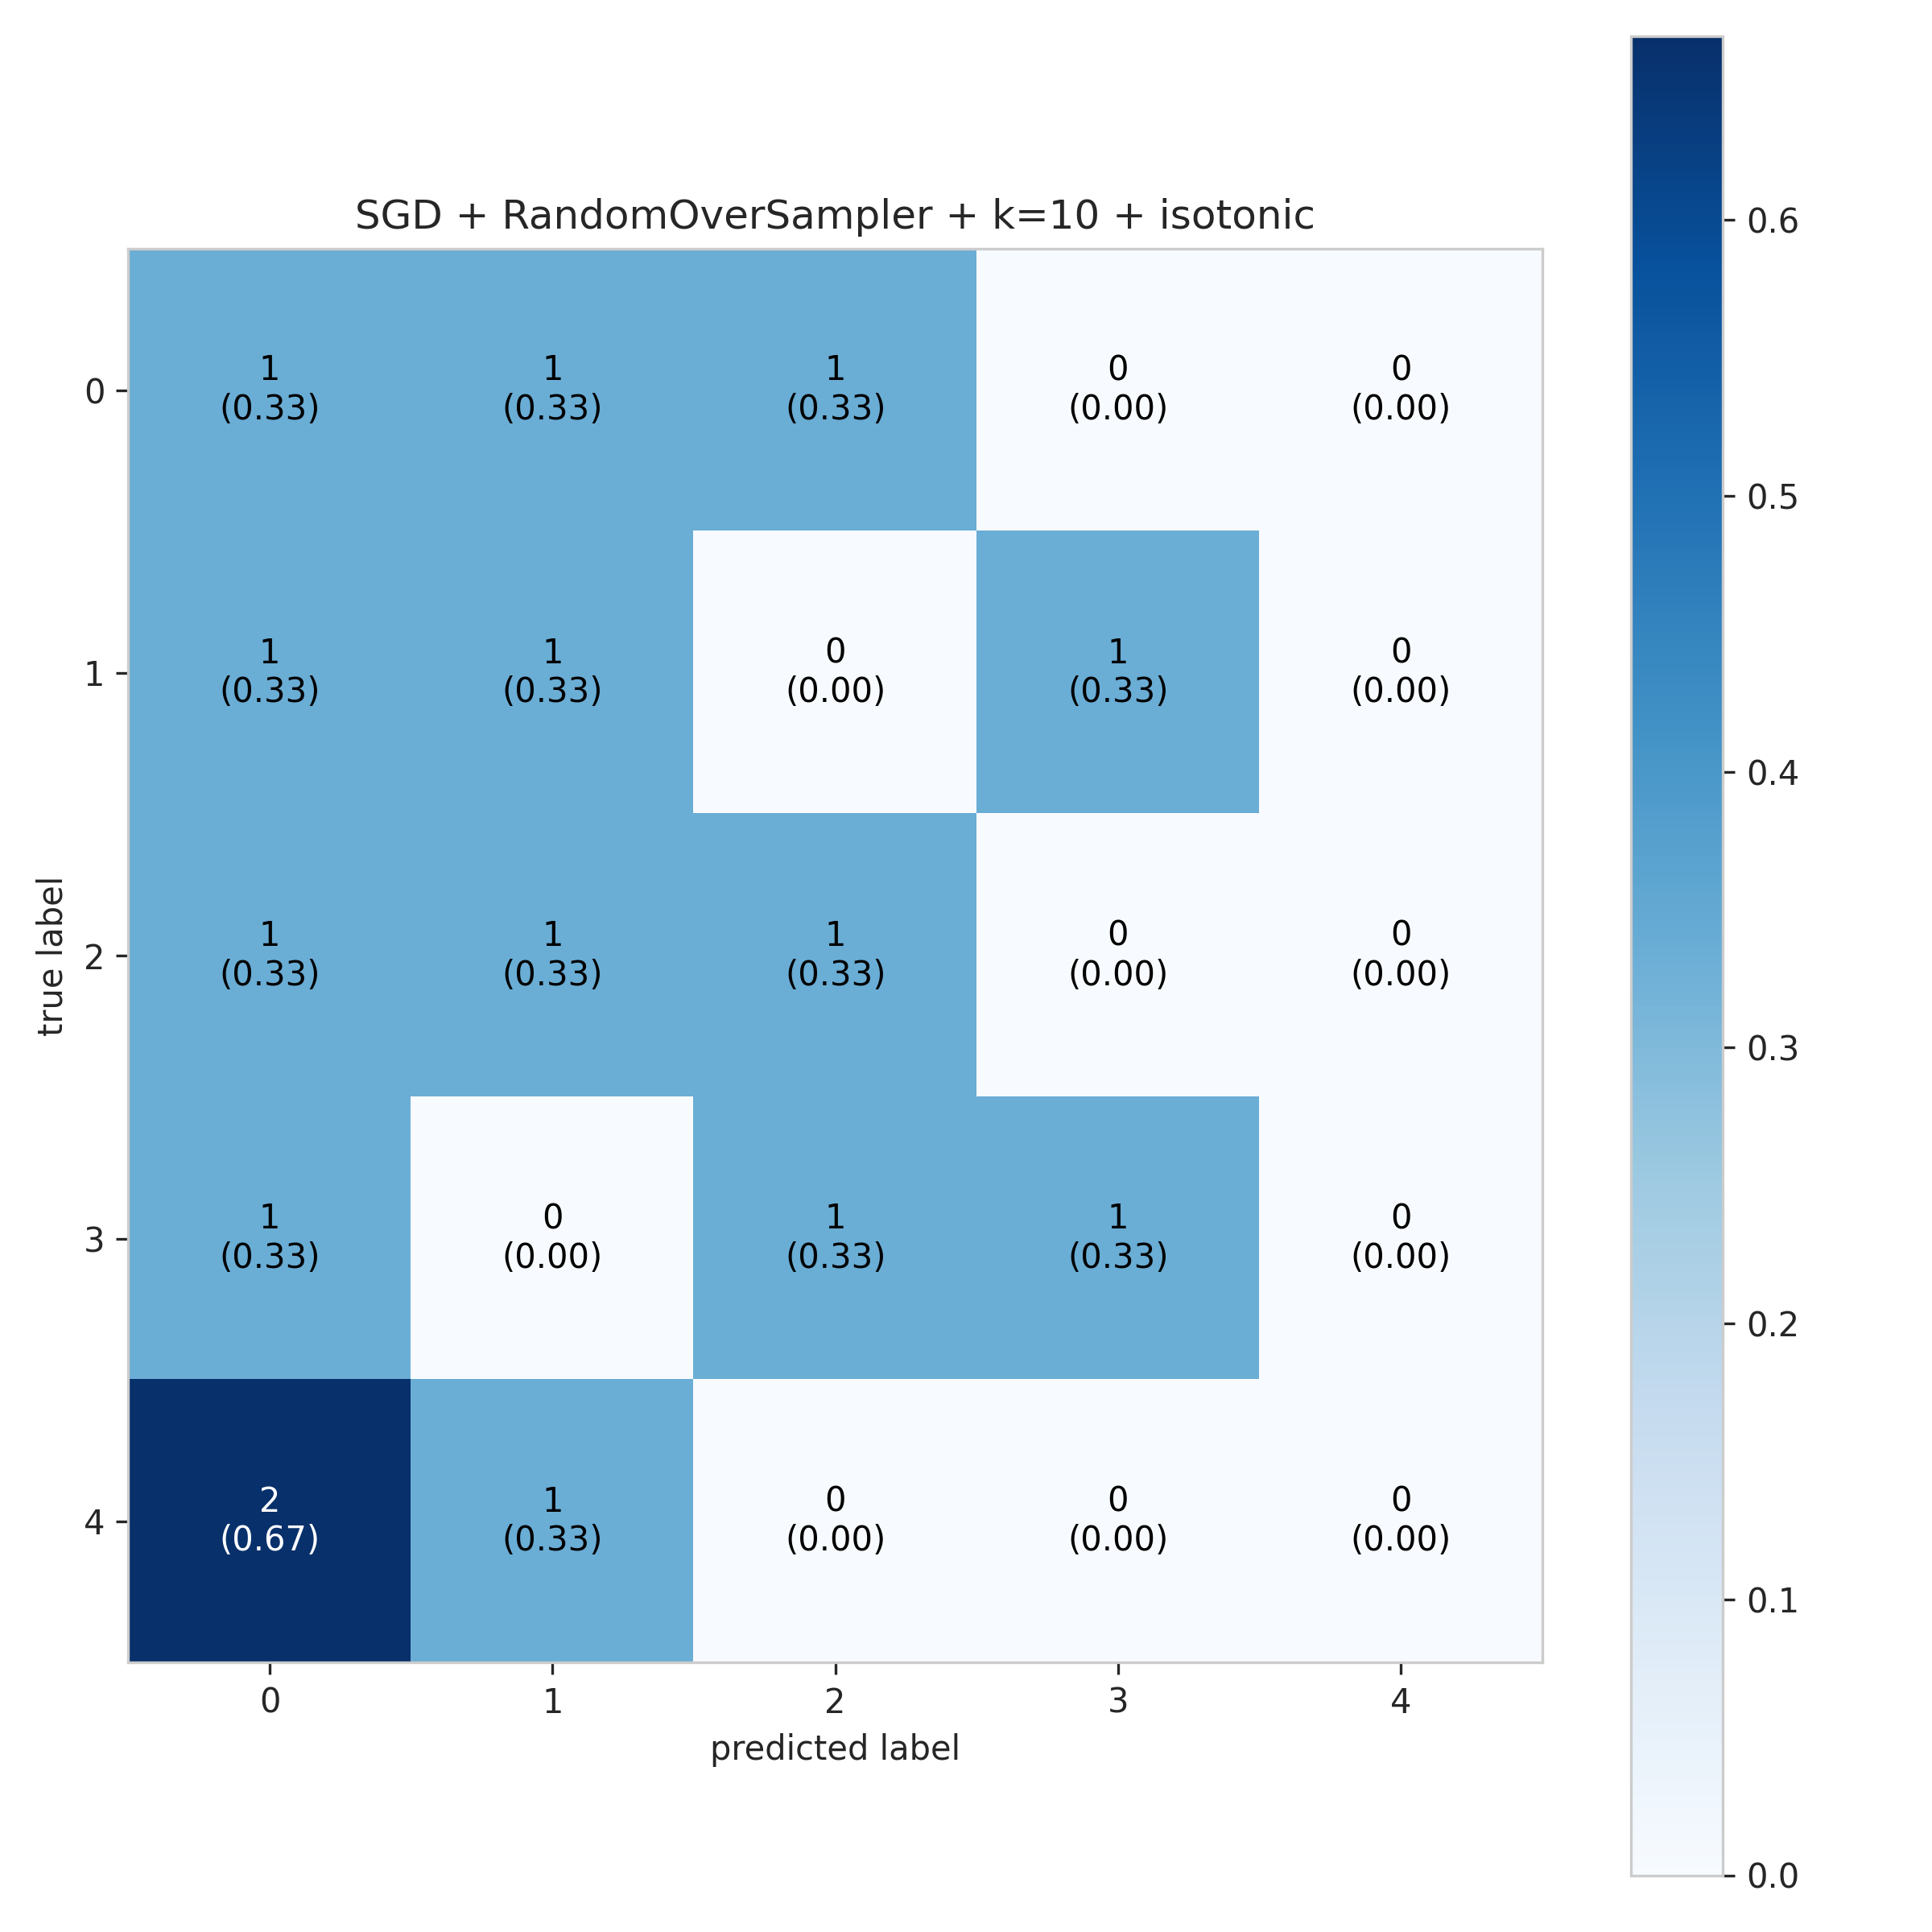 SGD + RandomOverSampler + k=10 + isotonic
0.6
0.5
0.4
0.3
0.2
0.1
0.0
true label
0
1
2
3
4
1 1 1 0 0
(0.33) (0.33) (0.33) (0.00) (0.00)
1 1 0 1 0
(0.33) (0.33) (0.00) (0.33) (0.00)
1 1 1 0 0
(0.33) (0.33) (0.33) (0.00) (0.00)
1 0 1 1 0
(0.33) (0.00) (0.33) (0.33) (0.00)
2 1 0 0 0
(0.67) (0.33) (0.00) (0.00) (0.00)
0 1 2 3 4
predicted label